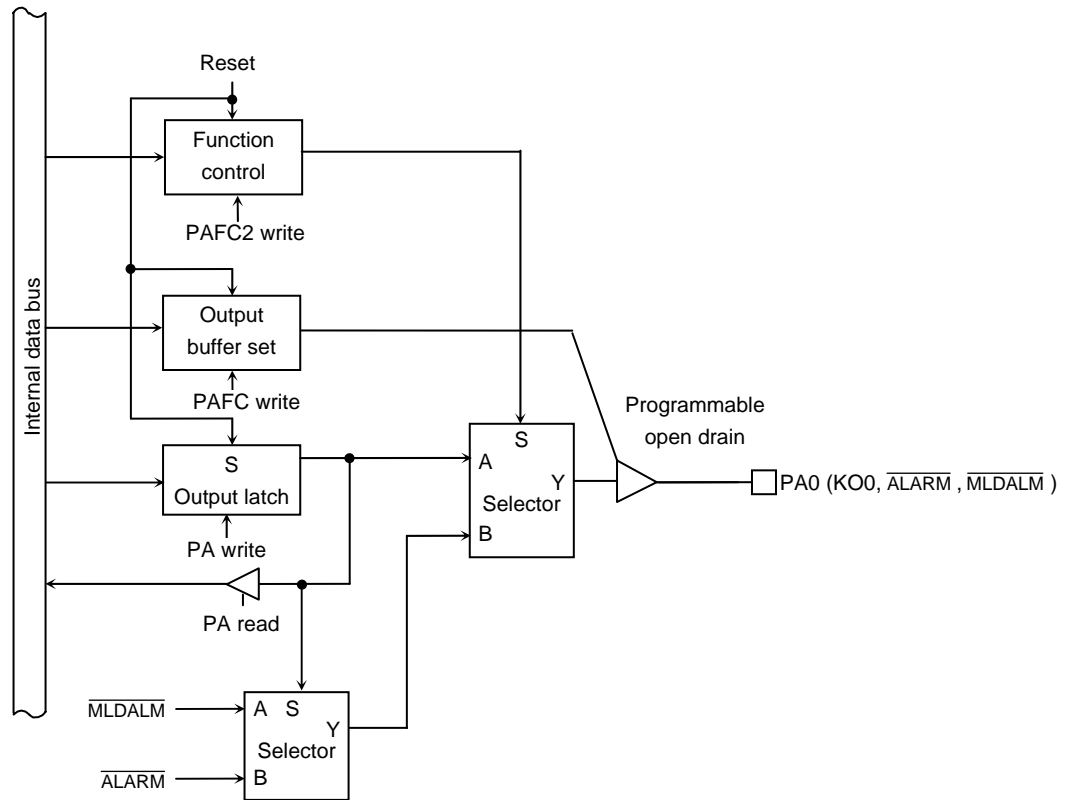 Reset
Function
control
PAFC2 write
Internal data bus
Output
buffer set
PAFC write
Programmable
open drain
S
Output latch
PA write
S
A
Y
Selector
B
PA0 (KO0, ALARM , MLDALM )
PA read
MLDALM
A S
Y
Selector
ALARM
B